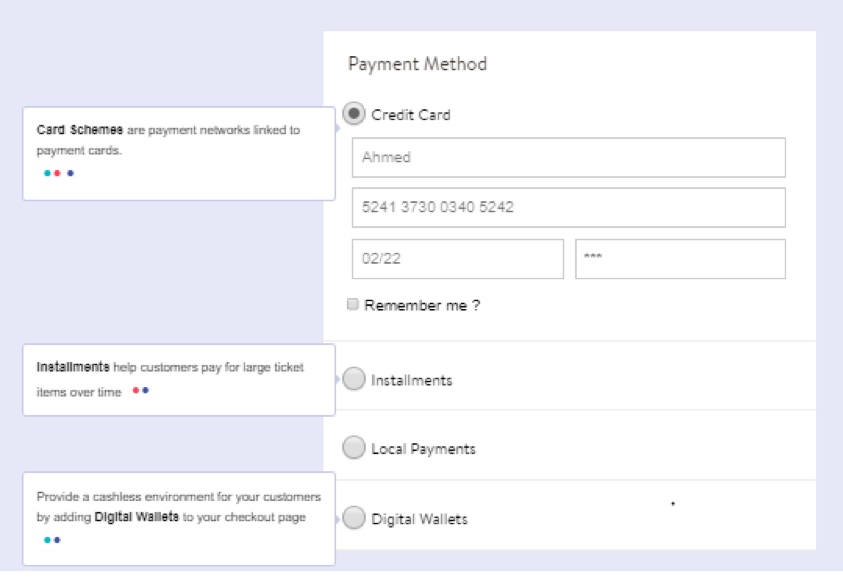 Payment Method
Card Schemes are payment networks linked to
payment cards.
Credit Card
Ahmed
5241 3730 0340 5242
02/22 ***
Remember me ?
Installments help customers pay for large ticket
items over time
Installments
Local Payments
Provide a cashless environment for your customers
by adding Digital Wallets to your checkout page
Digital Wallets